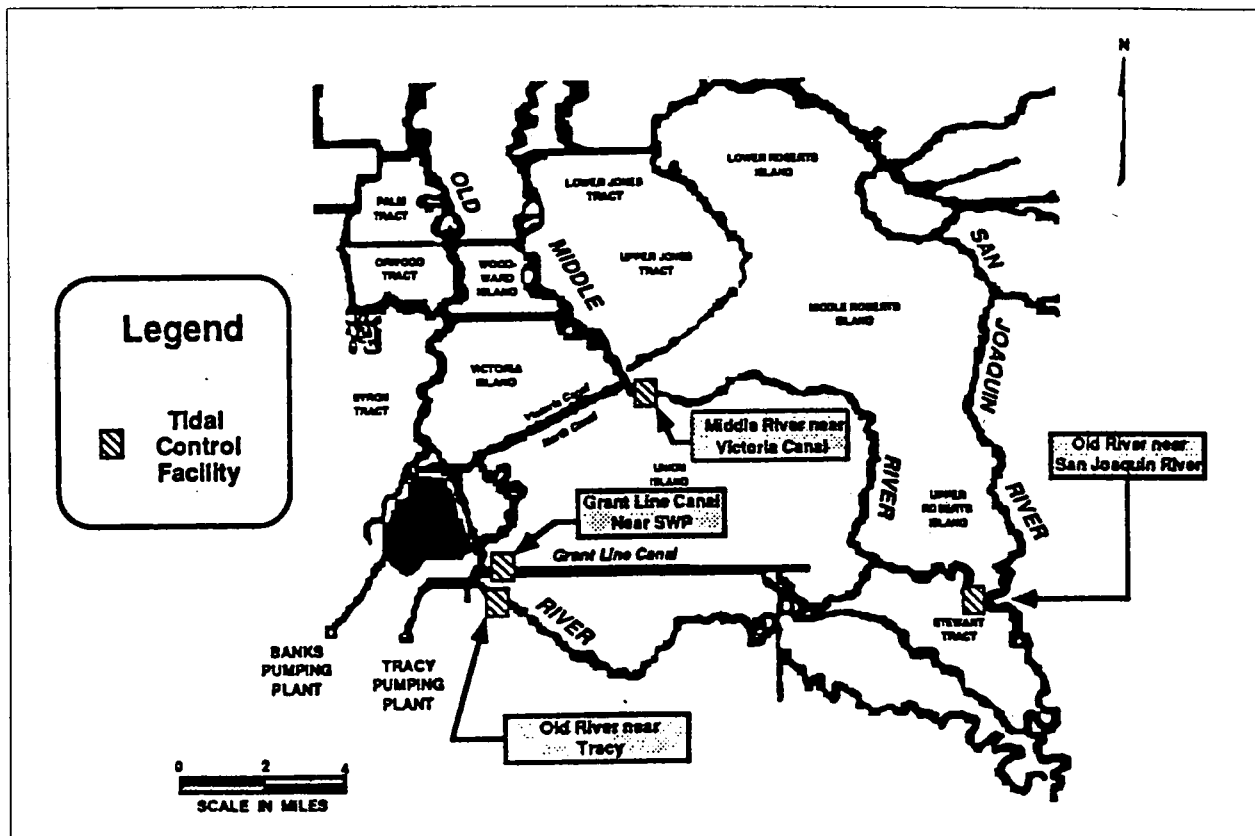 N
LOWER ROBERTS
ISLAND
LOWER JONES
TRACT
PALM
TRACT
OLD
SAN
MIDDLE
UPPER JONES
TRACT
ORWOOD
TRACT
WOOD-
WARD
ISLAND
MIDDLE ROBERTS
ISLAND
JOAQUIN
Legend
Tidal
Control
Facility
VICTORIA
ISLAND
BYRON
TRACT
Victoria Canal
North Canal
Middle River near
Victoria Canal
Old River near
San Joaquin River
UNION
ISLAND
RIVER
UPPER
ROBERTS
ISLAND
RIVER
Grant Line Canal
Near SWP
Grant Line Canal
RIVER
STEWART
TRACT
BANKS
PUMPING
PLANT
TRACY
PUMPING
PLANT
Old River near
Tracy
0 2 4
SCALE IN MILES